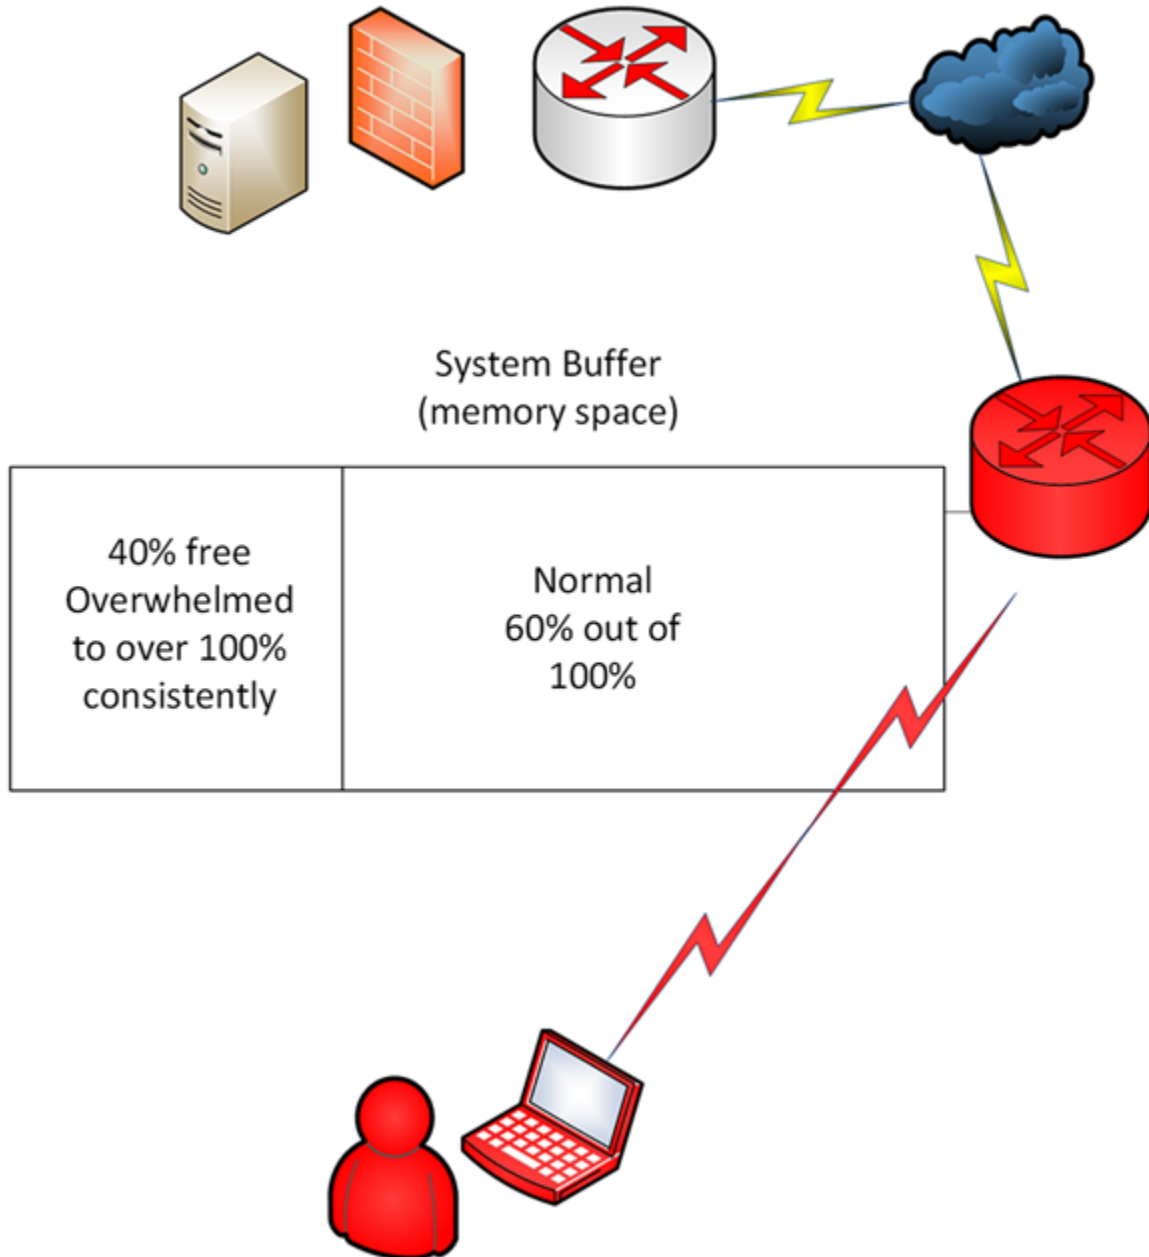 System Buffer
(memory space)
40% free
Overwhelmed
to over 100%
consistently
Normal
60% out of
100%